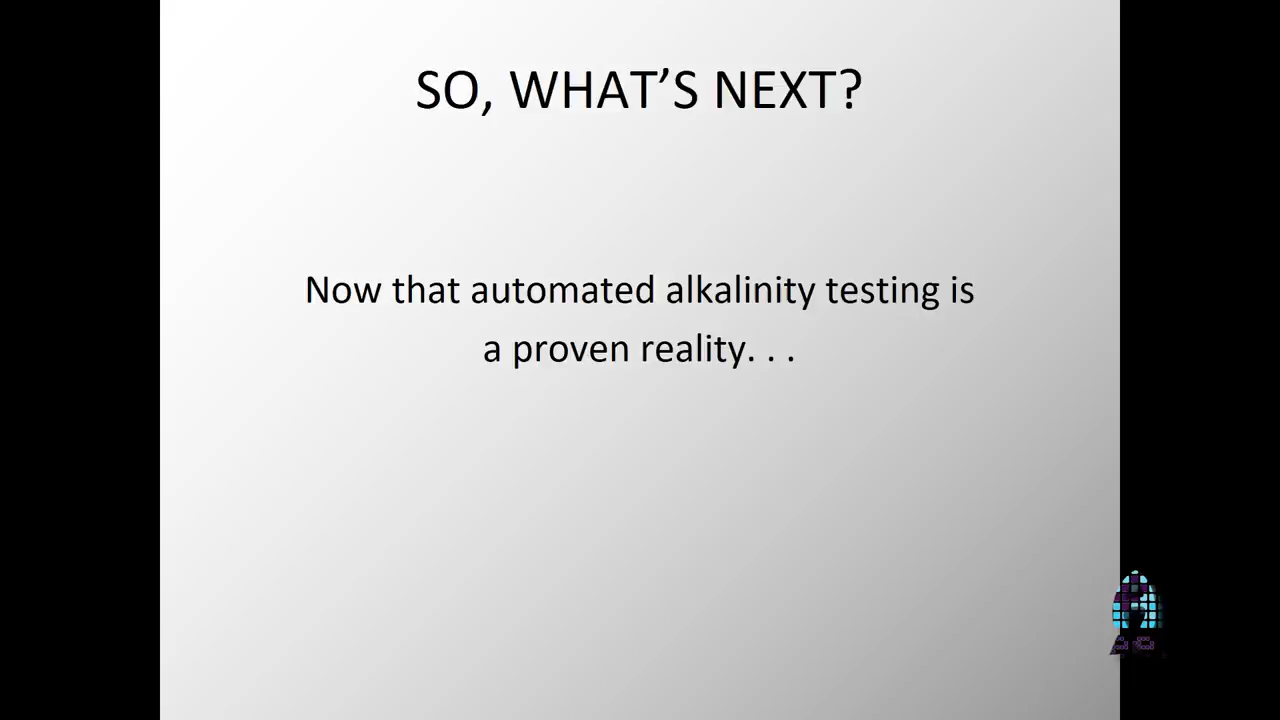 SO, WHAT’S NEXT?
Now that automated alkalinity testing is
a proven reality. . .